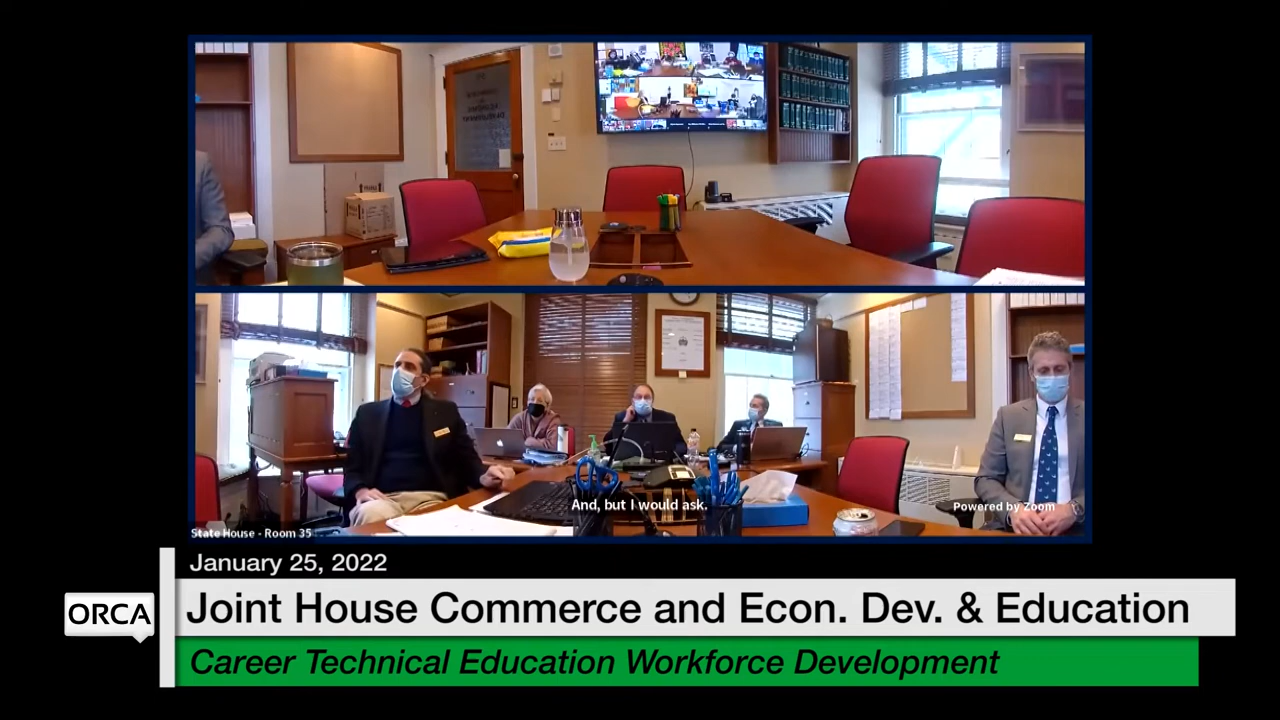 And, but I would ask.
Powered by Zoom
State House - Room 35
January 25, 2022
ORCA
Joint House Commerce and Econ. Dev. & Education
Career Technical Education Workforce Development